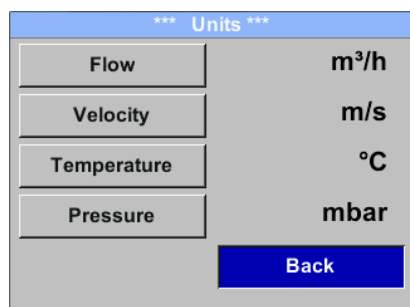 *** Units ***
Flow m³/h
Velocity m/s
Temperature °C
Pressure mbar
Back